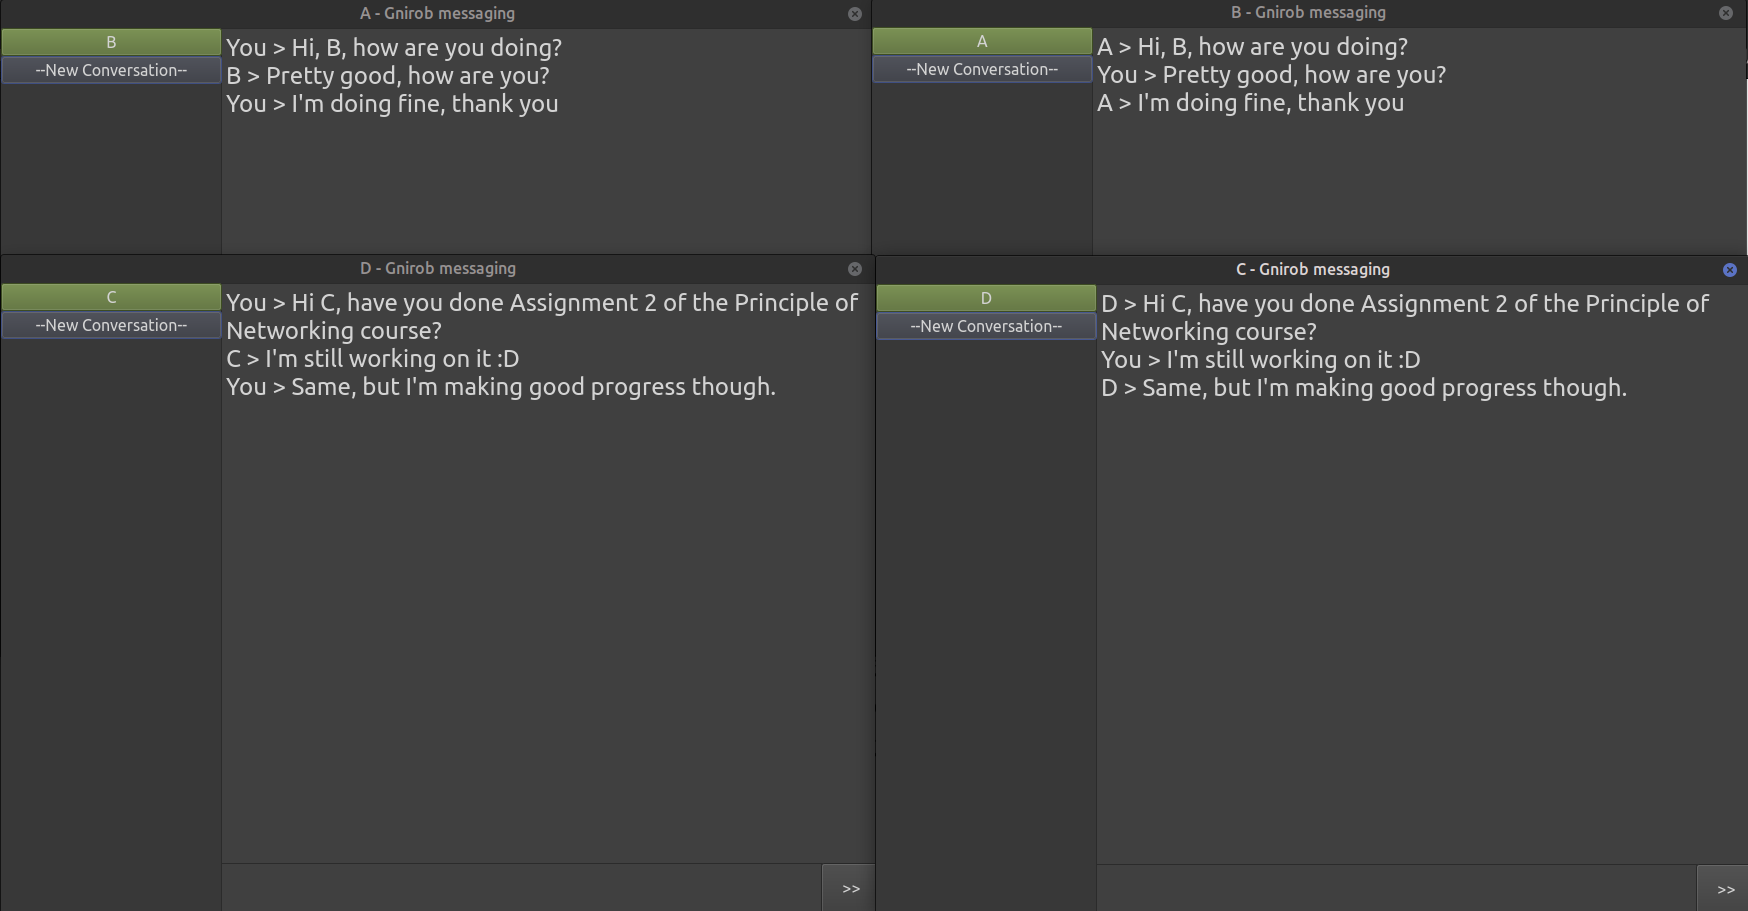 A - Gnirob messaging
B
--New Conversation--
You > Hi, B, how are you doing?
B > Pretty good, how are you?
You > I'm doing fine, thank you
B - Gnirob messaging
A
--New Conversation--
A > Hi, B, how are you doing?
You > Pretty good, how are you?
A > I'm doing fine, thank you
D - Gnirob messaging
C
--New Conversation--
You > Hi C, have you done Assignment 2 of the Principle of
Networking course?
C > I'm still working on it :D
You > Same, but I'm making good progress though.
>>
C - Gnirob messaging
D
--New Conversation--
D > Hi C, have you done Assignment 2 of the Principle of
Networking course?
You > I'm still working on it :D
D > Same, but I'm making good progress though.
>>